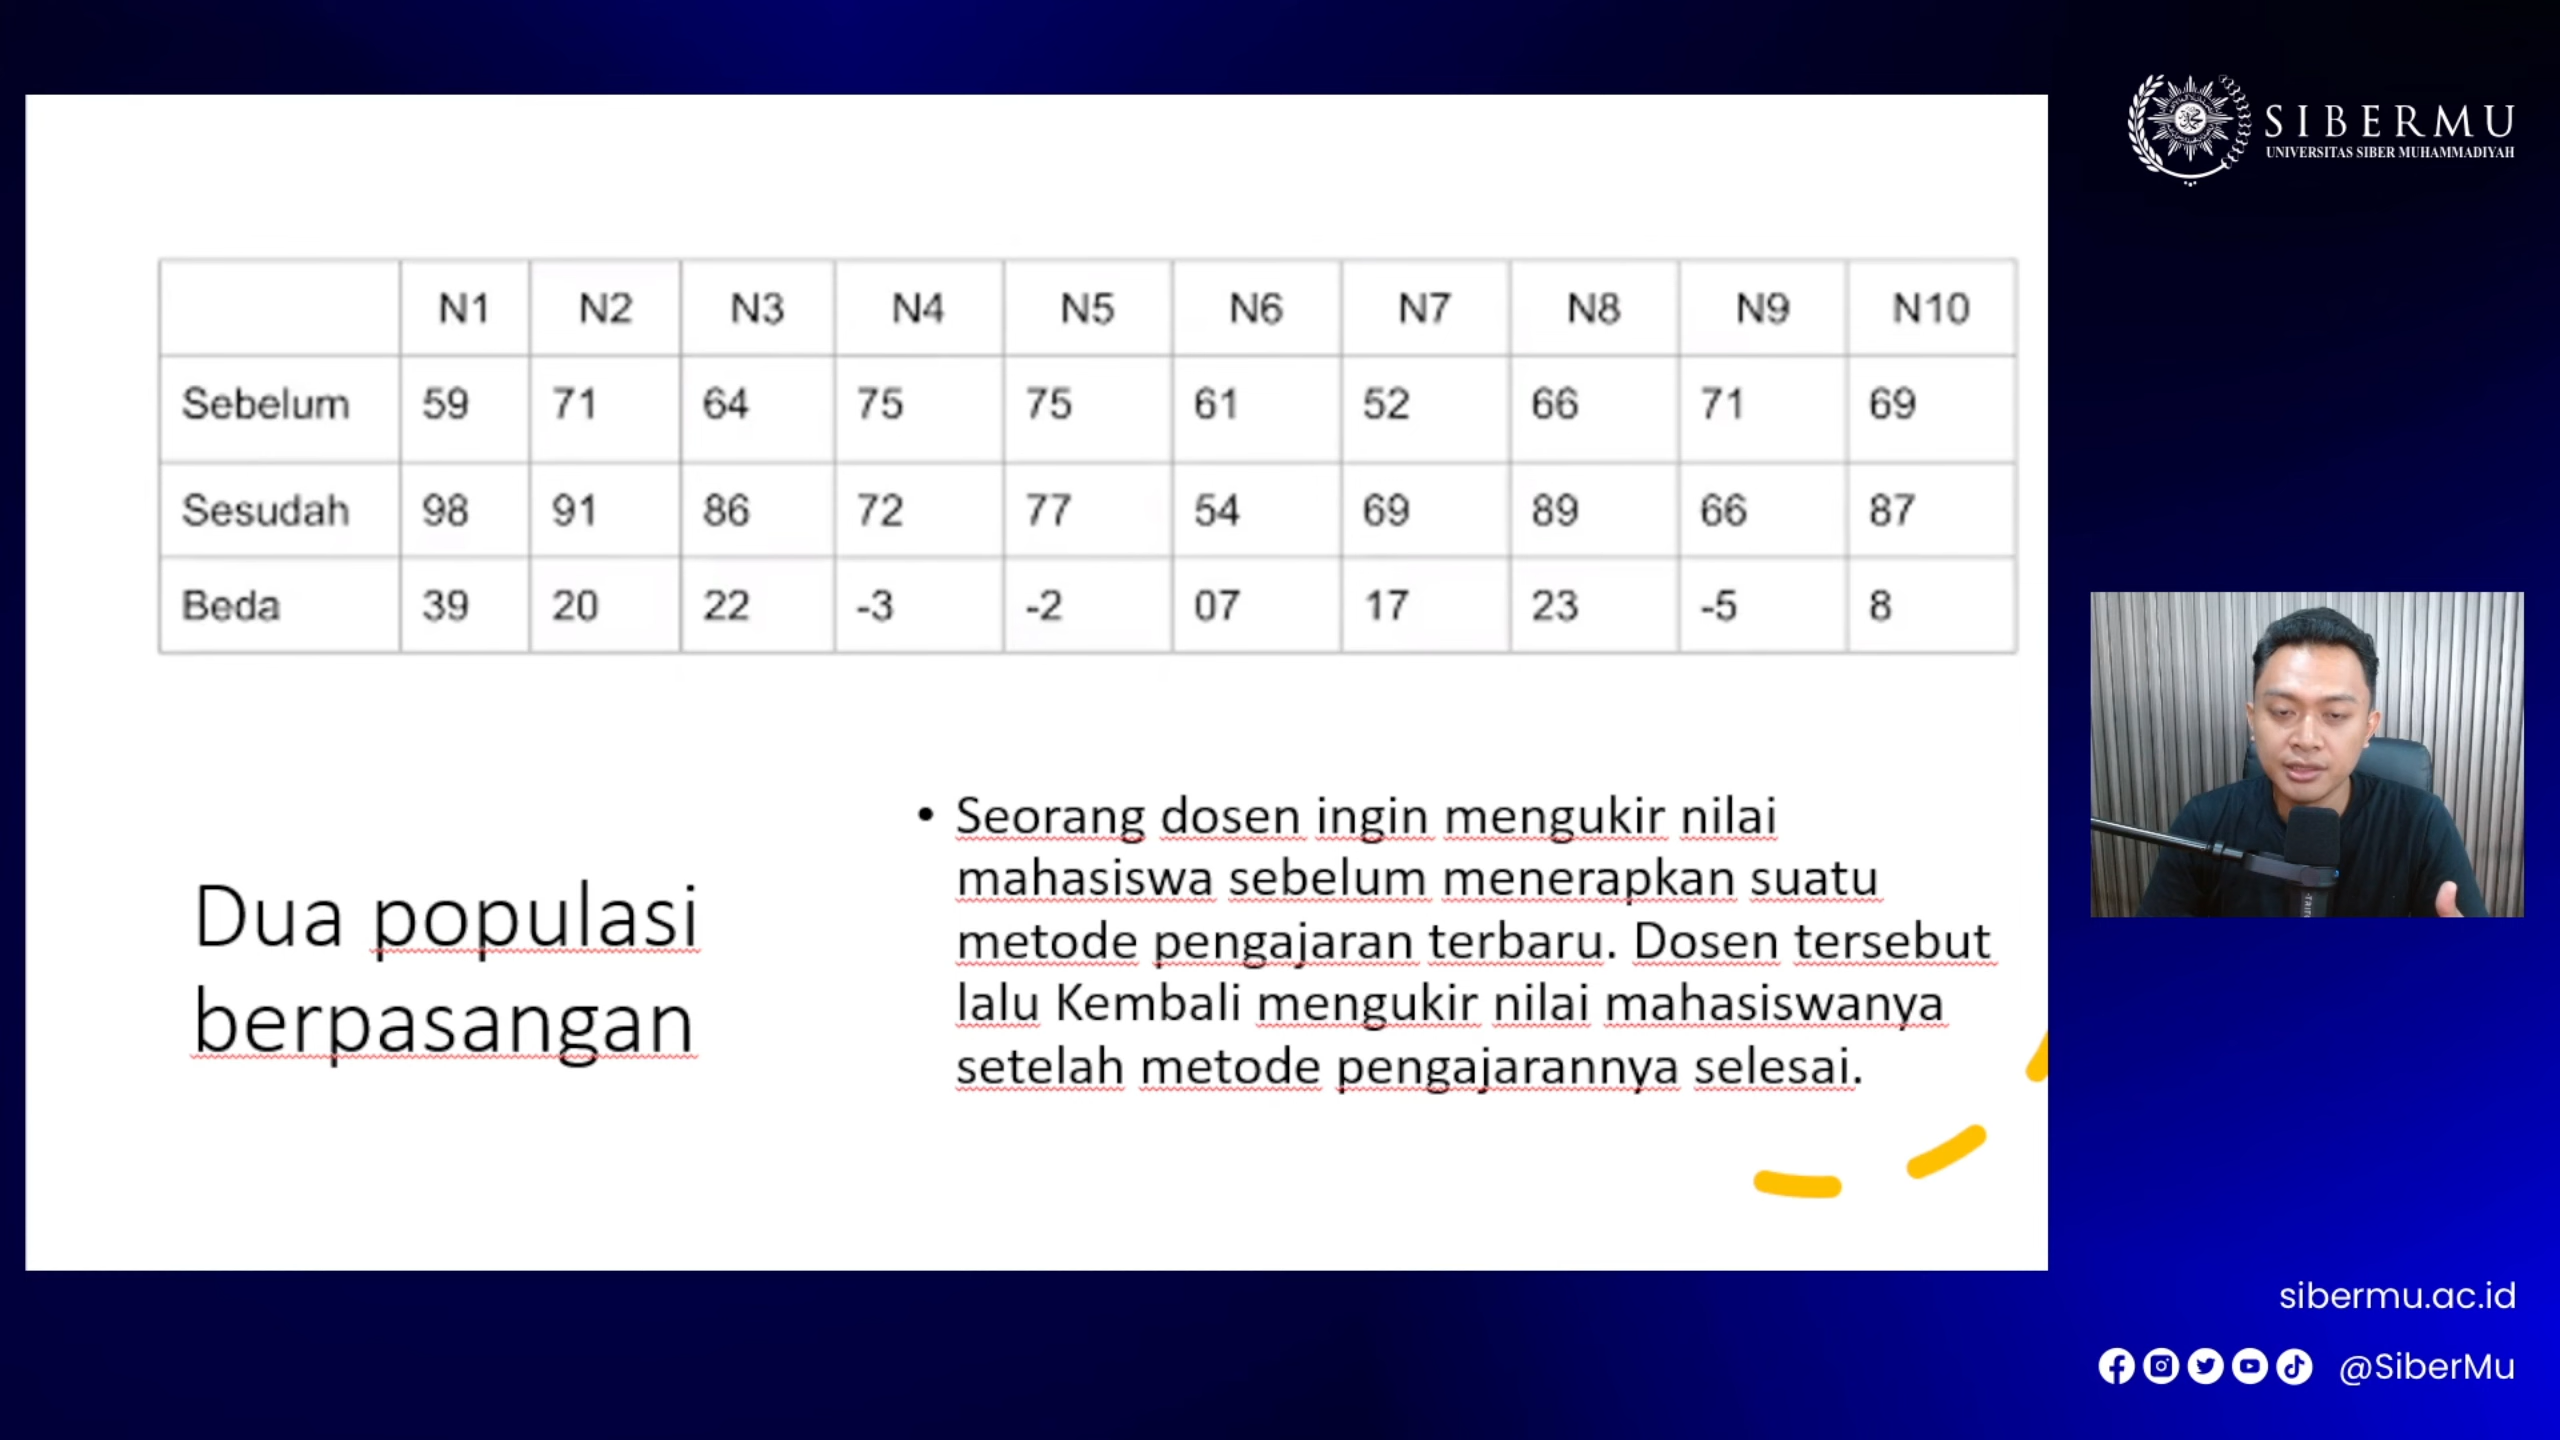 SIBERMU
UNIVERSITAS SIBER MUHAMMADIYAH
N1 N2 N3 N4 N5 N6 N7 N8 N9 N10
Sebelum 59 71 64 75 75 61 52 66 71 69
Sesudah 98 91 86 72 77 54 69 89 66 87
Beda 39 20 22 -3 -2 07 17 23 -5 8
Dua populasi
berpasangan
• Seorang dosen ingin mengukir nilai
mahasiswa sebelum menerapkan suatu
metode pengajaran terbaru. Dosen tersebut
lalu Kembali mengukir nilai mahasiswanya
setelah metode pengajarannya selesai.
sibermu.ac.id
@SiberMu